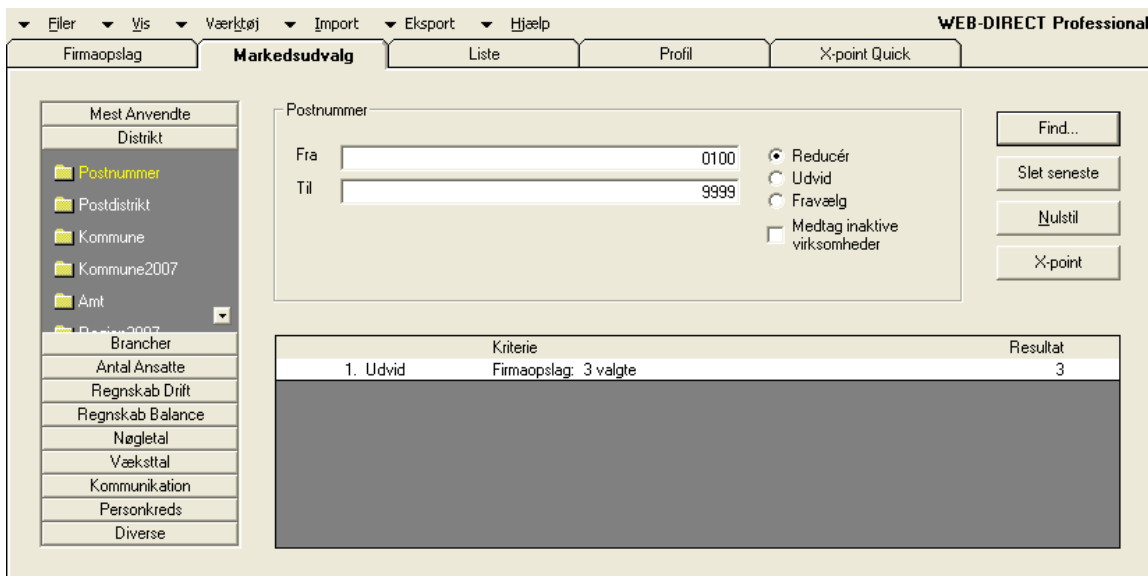 Filer Vis Værktøj Import Eksport Hjælp WEB-DIRECT Professional
Firmaopslag Markedsudvalg Liste Profil X-point Quick
Mest Anvendte
Distrikt
Postnummer
Postdistrikt
Kommune
Kommune2007
Amt
Region2007
Brancher
Antal Ansatte
Regnskab Drift
Regnskab Balance
Nøgletal
Væksttal
Kommunikation
Personkreds
Diverse
Postnummer
Fra 0100
Til 9999
Reducér
Udvid
Fravælg
Medtag inaktive
virksomheder
Find...
Slet seneste
Nulstil
X-point
Kriterie Resultat
1. Udvid Firmaopslag: 3 valgte 3